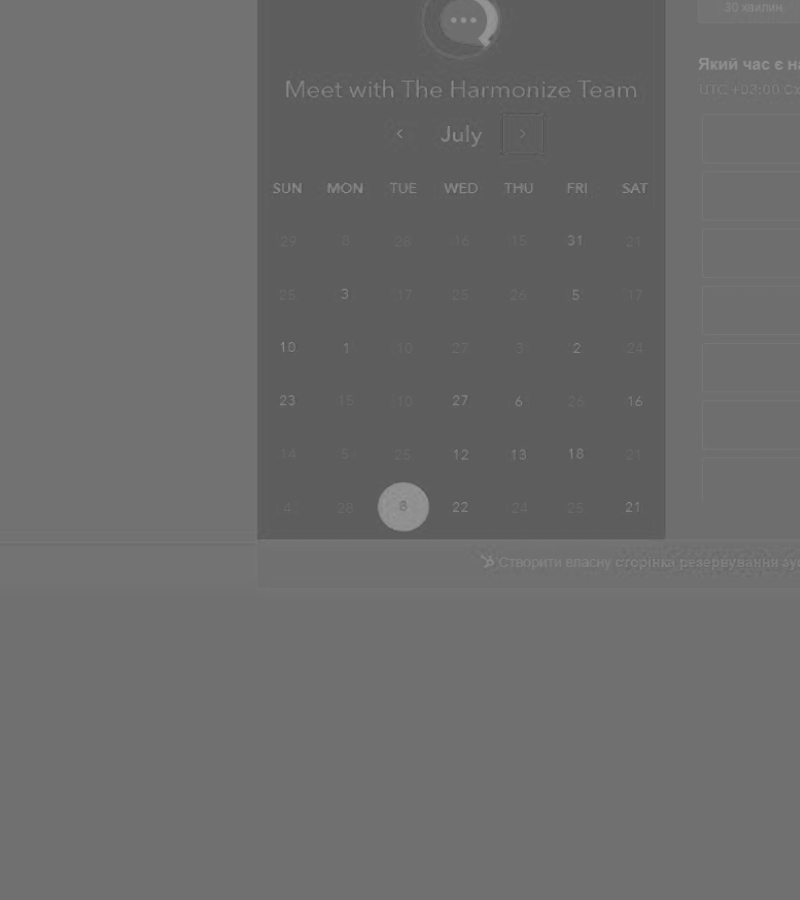 30 хвилин
Який час є на
UTC +03:00 Сх
Meet with The Harmonize Team
July
SUN MON TUE WED THU FRI SAT
29 5 28 16 15 31 21
25 3 17 25 26 5 17
10 1 10 27 3 2 24
23 15 10 27 6 26 16
14 5 25 12 13 18 21
4 28 8 22 24 25 21
Створити власну сторінка резервування зус